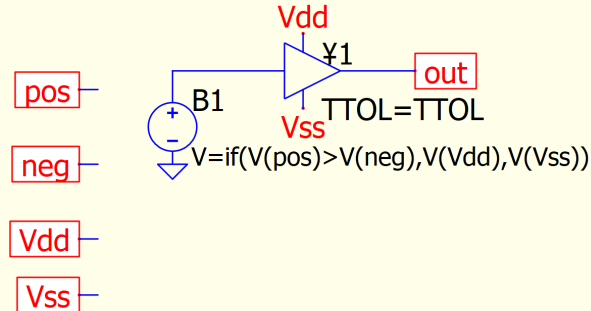 Vdd
¥1
out
pos
B1
TTOL=TTOL
Vss
V=if(V(pos)>V(neg),V(Vdd),V(Vss))
neg
Vdd
Vss